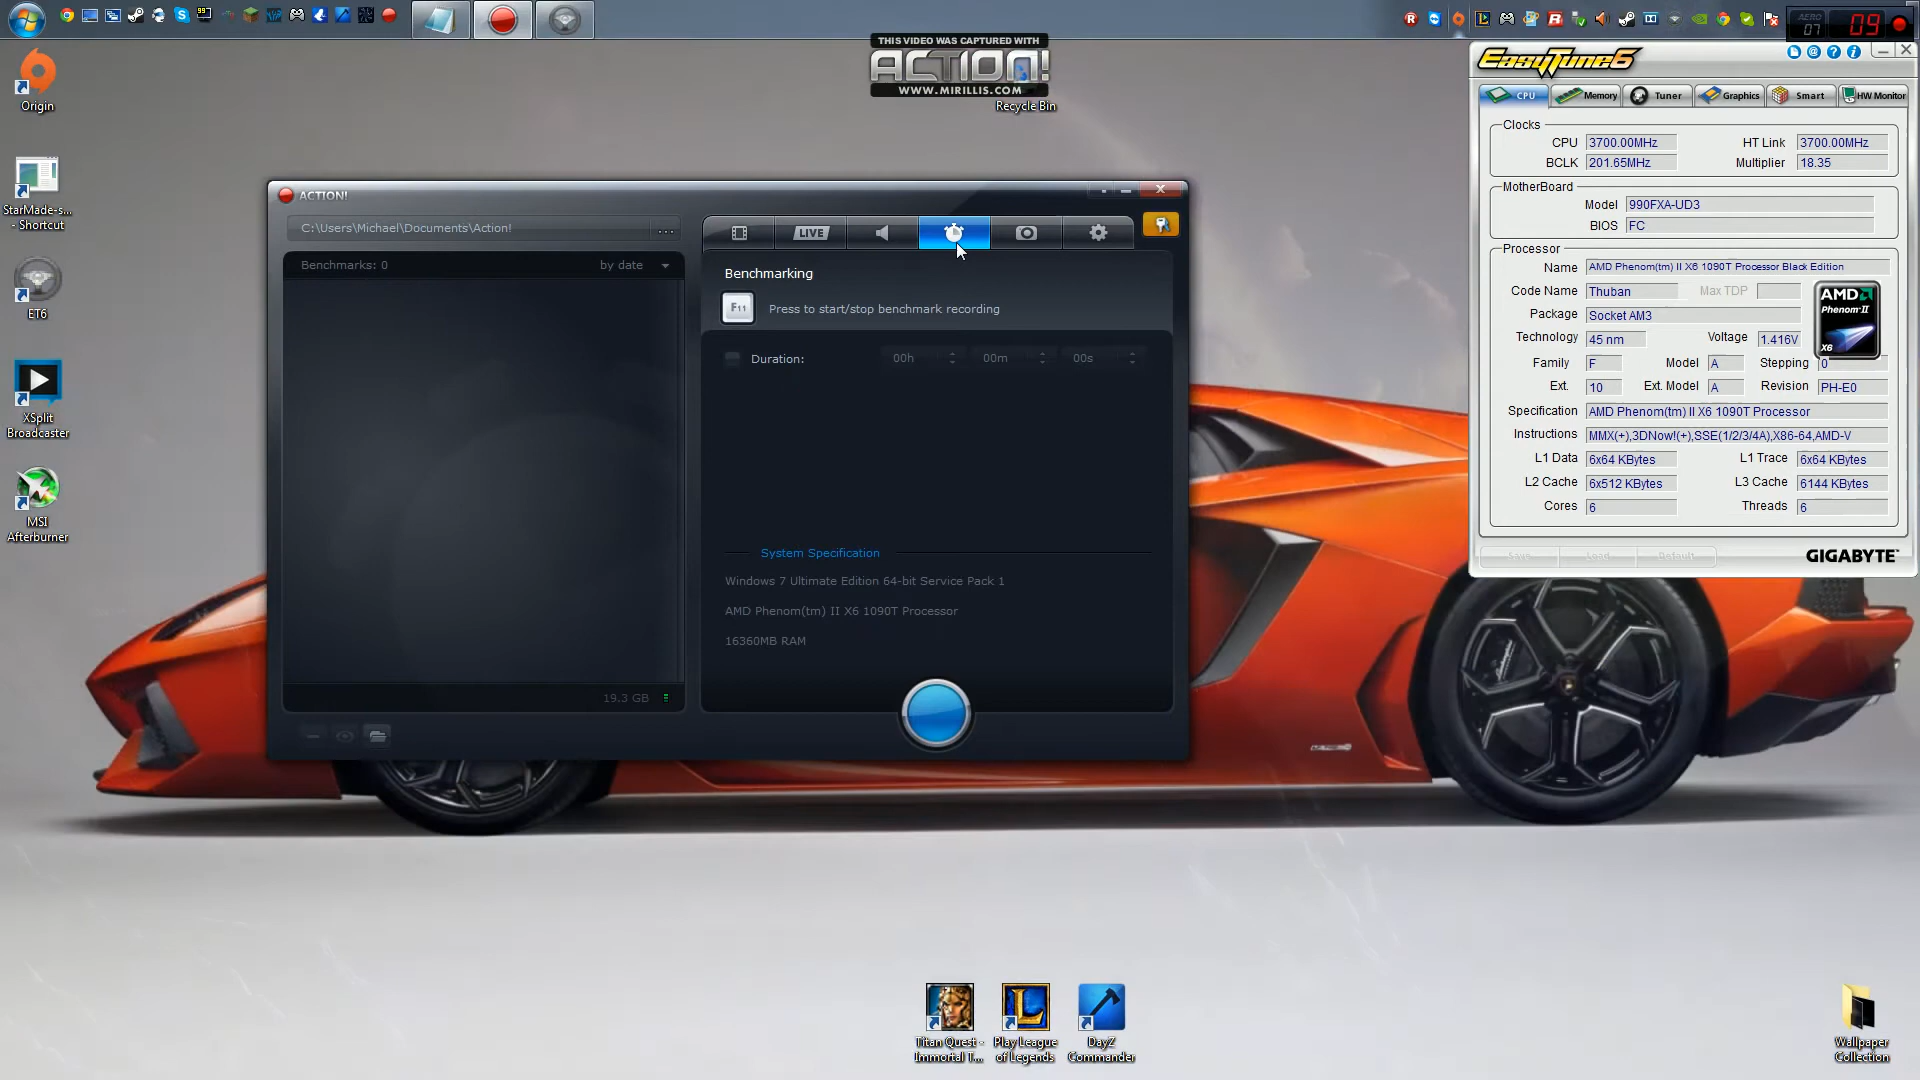 THIS VIDEO WAS CAPTURED WITH
ACTION!
WWW.MIRILLIS.COM
Recycle Bin
AERO
07
09
Origin
StarMade-s...
- Shortcut
ET6
XSplit
Broadcaster
MSI
Afterburner
ACTION!
C:\Users\Michael\Documents\Action!
...
LIVE
Benchmarks: 0
by date
Benchmarking
F11
Press to start/stop benchmark recording
Duration:
00h
00m
00s
System Specification
Windows 7 Ultimate Edition 64-bit Service Pack 1
AMD Phenom(tm) II X6 1090T Processor
16360MB RAM
19.3 GB
EasyTune6
CPU
Memory
Tuner
Graphics
Smart
HW Monitor
Clocks
CPU 3700.00MHz HT Link 3700.00MHz
BCLK 201.65MHz Multiplier 18.35
MotherBoard
Model 990FXA-UD3
BIOS FC
Processor
Name AMD Phenom(tm) II X6 1090T Processor Black Edition
Code Name Thuban Max TDP
Package Socket AM3
Technology 45 nm Voltage 1.416V
AMD
Phenom II
X6
Family F Model A Stepping 0
Ext. 10 Ext. Model A Revision PH-E0
Specification AMD Phenom(tm) II X6 1090T Processor
Instructions MMX(+),3DNow!(+),SSE(1/2/3/4A),X86-64,AMD-V
L1 Data 6x64 KBytes L1 Trace 6x64 KBytes
L2 Cache 6x512 KBytes L3 Cache 6144 KBytes
Cores 6 Threads 6
Save
Load
Default
GIGABYTE
Titan Quest -
Immortal T...
Play League
of Legends
DayZ
Commander
Wallpaper
Collection